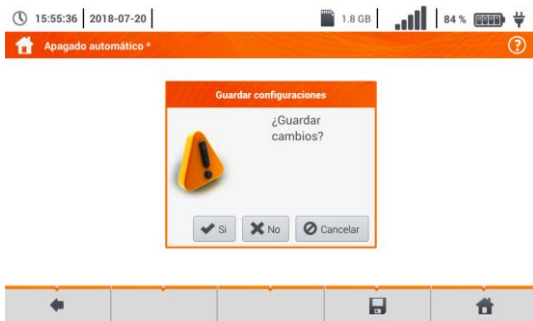 15:55:36 2018-07-20 1.8 GB 84 %
Apagado automático *
Guardar configuraciones
¿Guardar
cambios?
Si No Cancelar